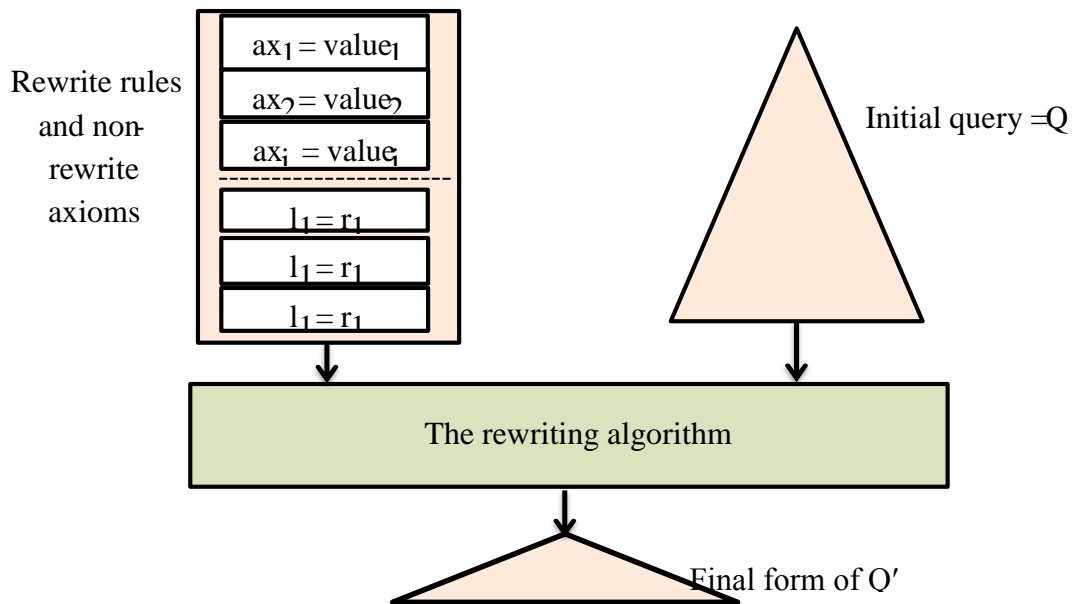 Rewrite rules
and non-
rewrite
axioms
ax₁ = value₁
ax₂ = value₂
axᵢ = valueᵢ
l₁ = r₁
l₁ = r₁
l₁ = r₁
Initial query =Q
The rewriting algorithm
Final form of Q′